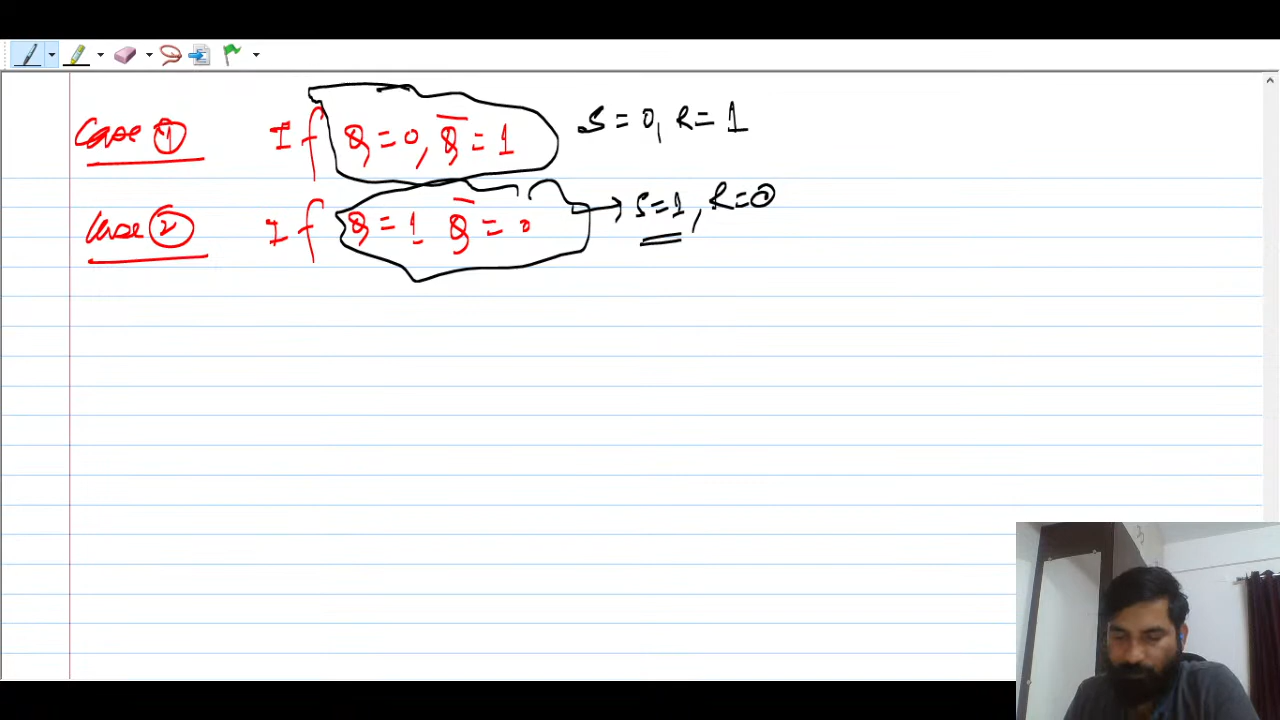 Case ① If Q = 0, Q̅ = 1 S = 0, R = 1
Case ② If Q = 1 Q̅ = 0 → S = 1, R = 0